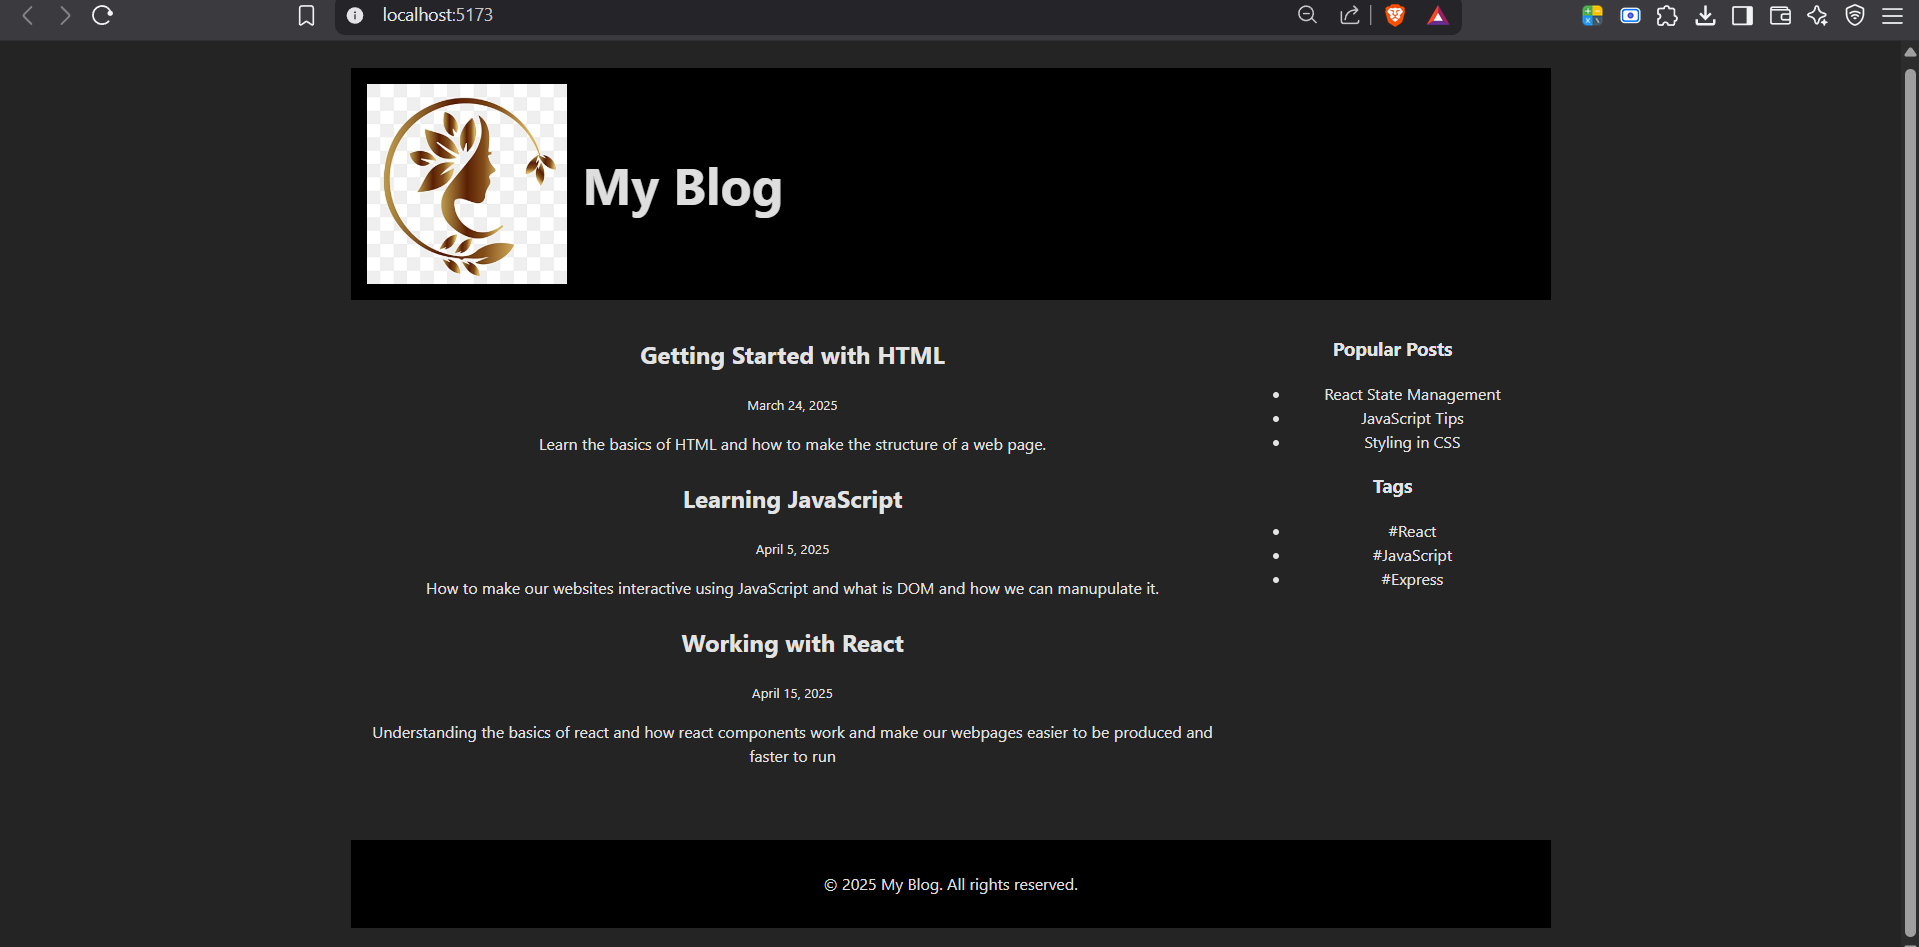 localhost:5173
My Blog
Getting Started with HTML
March 24, 2025
Learn the basics of HTML and how to make the structure of a web page.
Learning JavaScript
April 5, 2025
How to make our websites interactive using JavaScript and what is DOM and how we can manupulate it.
Working with React
April 15, 2025
Understanding the basics of react and how react components work and make our webpages easier to be produced and
faster to run
Popular Posts
React State Management
JavaScript Tips
Styling in CSS
Tags
#React
#JavaScript
#Express
© 2025 My Blog. All rights reserved.